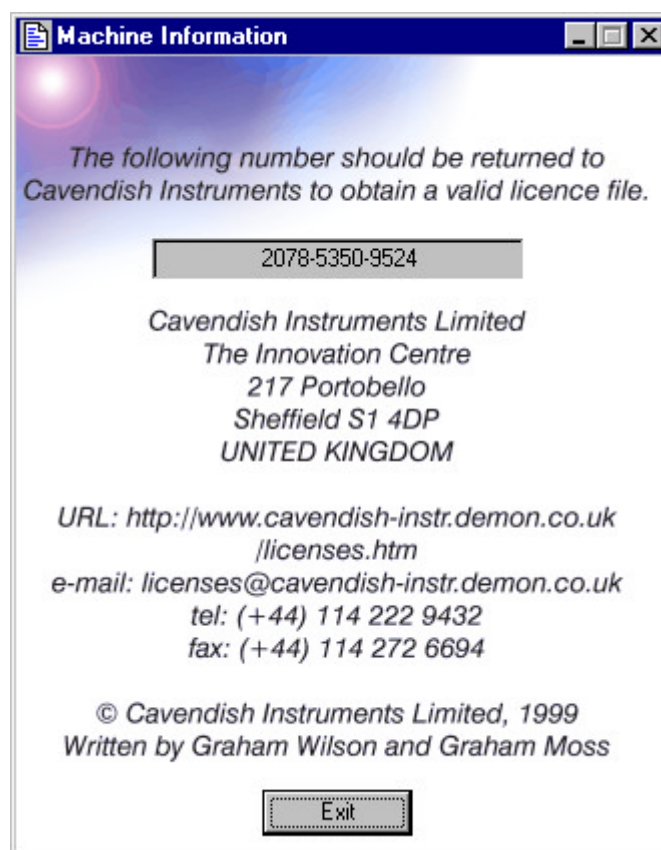 Machine Information
The following number should be returned to
Cavendish Instruments to obtain a valid licence file.
2078-5350-9524
Cavendish Instruments Limited
The Innovation Centre
217 Portobello
Sheffield S1 4DP
UNITED KINGDOM
URL: http://www.cavendish-instr.demon.co.uk
/licenses.htm
e-mail: licenses@cavendish-instr.demon.co.uk
tel: (+44) 114 222 9432
fax: (+44) 114 272 6694
© Cavendish Instruments Limited, 1999
Written by Graham Wilson and Graham Moss
Exit